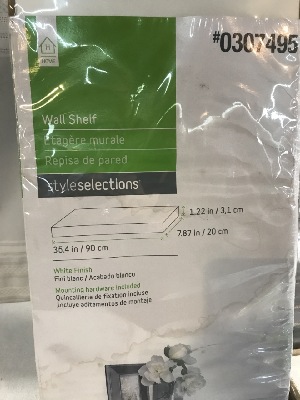 HOME
#0307495
Wall Shelf
Étagère murale
Repisa de pared
styleselections
1.22 in / 3,1 cm
7.87 in / 20 cm
35.4 in / 90 cm
White Finish
Fini blanc / Acabado blanco
Mounting hardware included
Quincaillerie de fixation incluse
Incluye aditamentos de montaje